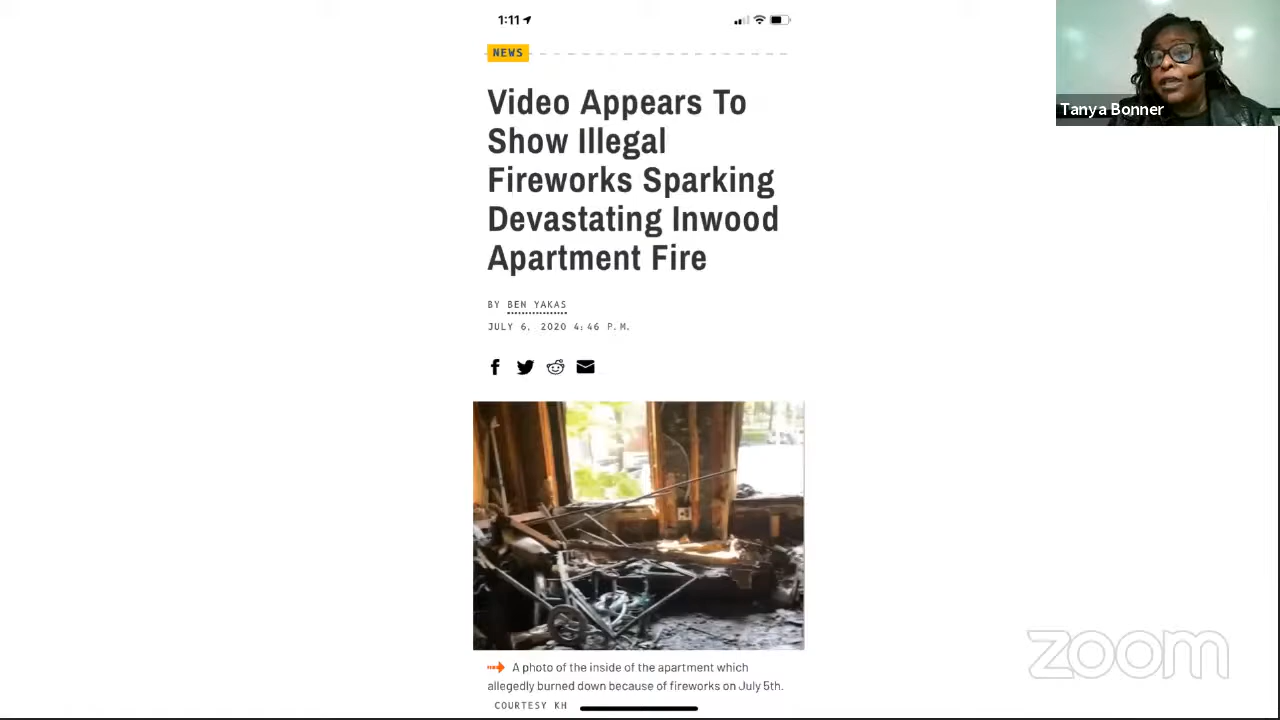 1:11
NEWS
Video Appears To
Show Illegal
Fireworks Sparking
Devastating Inwood
Apartment Fire
BY BEN YAKAS
JULY 6, 2020 4:46 P.M.
A photo of the inside of the apartment which
allegedly burned down because of fireworks on July 5th.
COURTESY KH
Tanya Bonner
zoom